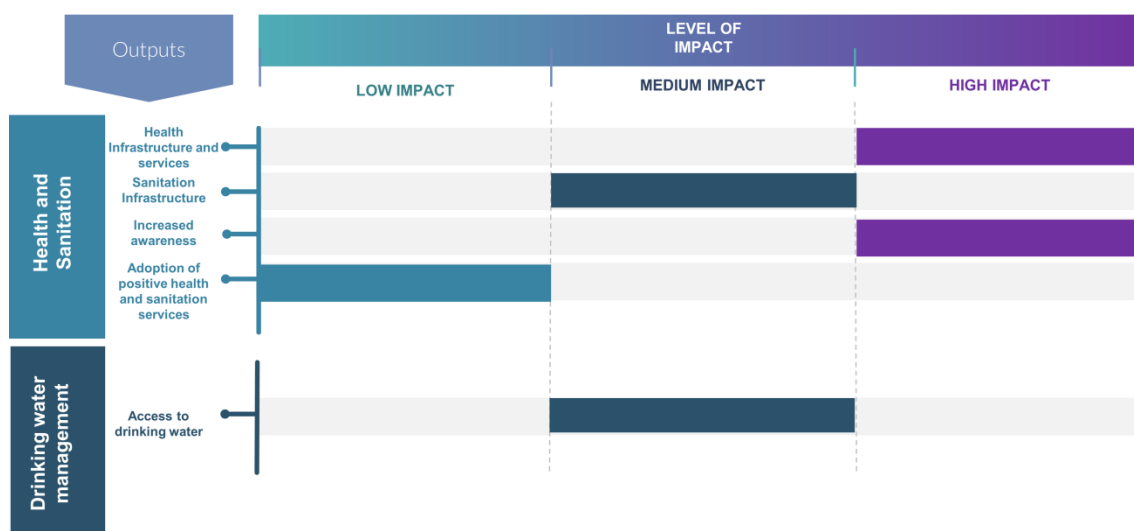 Outputs
LEVEL OF
IMPACT
LOW IMPACT
MEDIUM IMPACT
HIGH IMPACT
Health and
Sanitation
Health
Infrastructure and
services
Sanitation
Infrastructure
Increased
awareness
Adoption of
positive health
and sanitation
services
Drinking water
management
Access to
drinking water